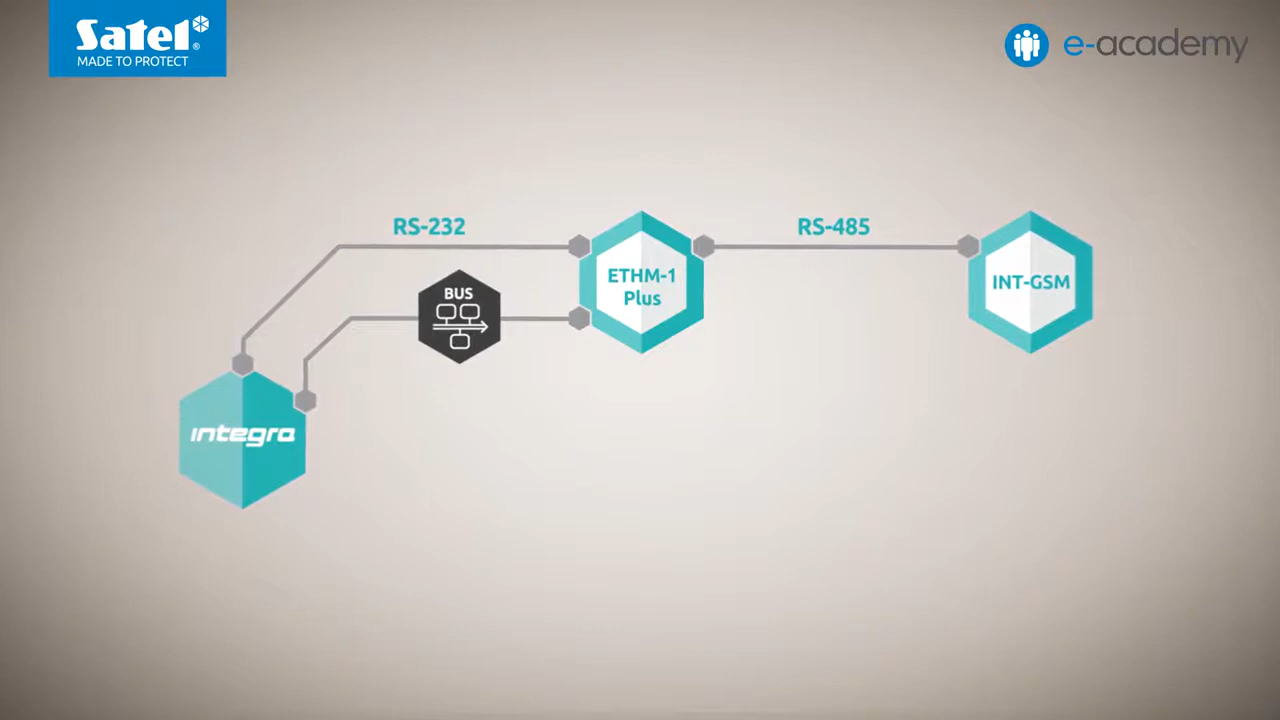 Satel®
MADE TO PROTECT
e-academy
RS-232
RS-485
BUS
ETHM-1
Plus
INT-GSM
integra